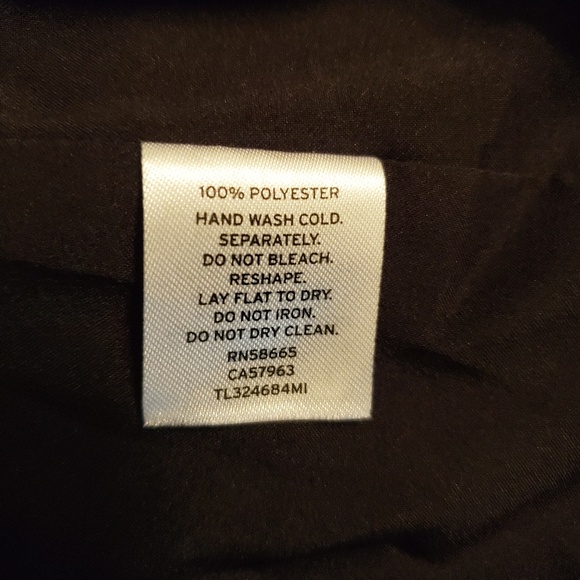 100% POLYESTER
HAND WASH COLD.
SEPARATELY.
DO NOT BLEACH.
RESHAPE.
LAY FLAT TO DRY.
DO NOT IRON.
DO NOT DRY CLEAN.
RN58665
CA57963
TL324684MI